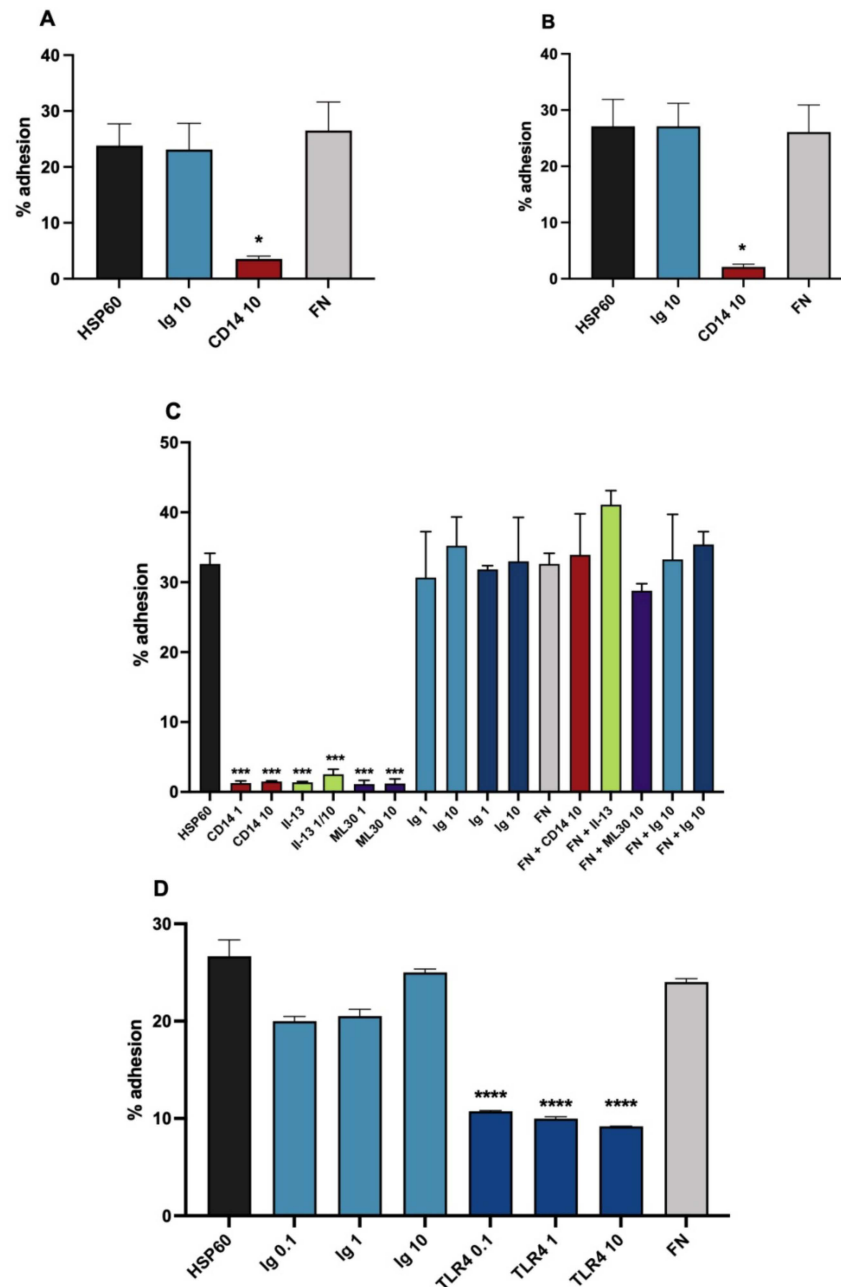 A
% adhesion
40
30
20
10
0
*
HSP60
Ig 10
CD14 10
FN
B
% adhesion
40
30
20
10
0
*
HSP60
Ig 10
CD14 10
FN
C
% adhesion
50
40
30
20
10
0
*** *** *** *** *** ***
HSP60
CD14 1
CD14 10
II-13
II-13 1/10
ML30 1
ML30 10
Ig 1
Ig 10
Ig 1
Ig 10
FN
FN + CD14 10
FN + II-13
FN + ML30 10
FN + Ig 10
FN + Ig 10
D
% adhesion
30
20
10
0
**** **** ****
HSP60
Ig 0.1
Ig 1
Ig 10
TLR4 0.1
TLR4 1
TLR4 10
FN